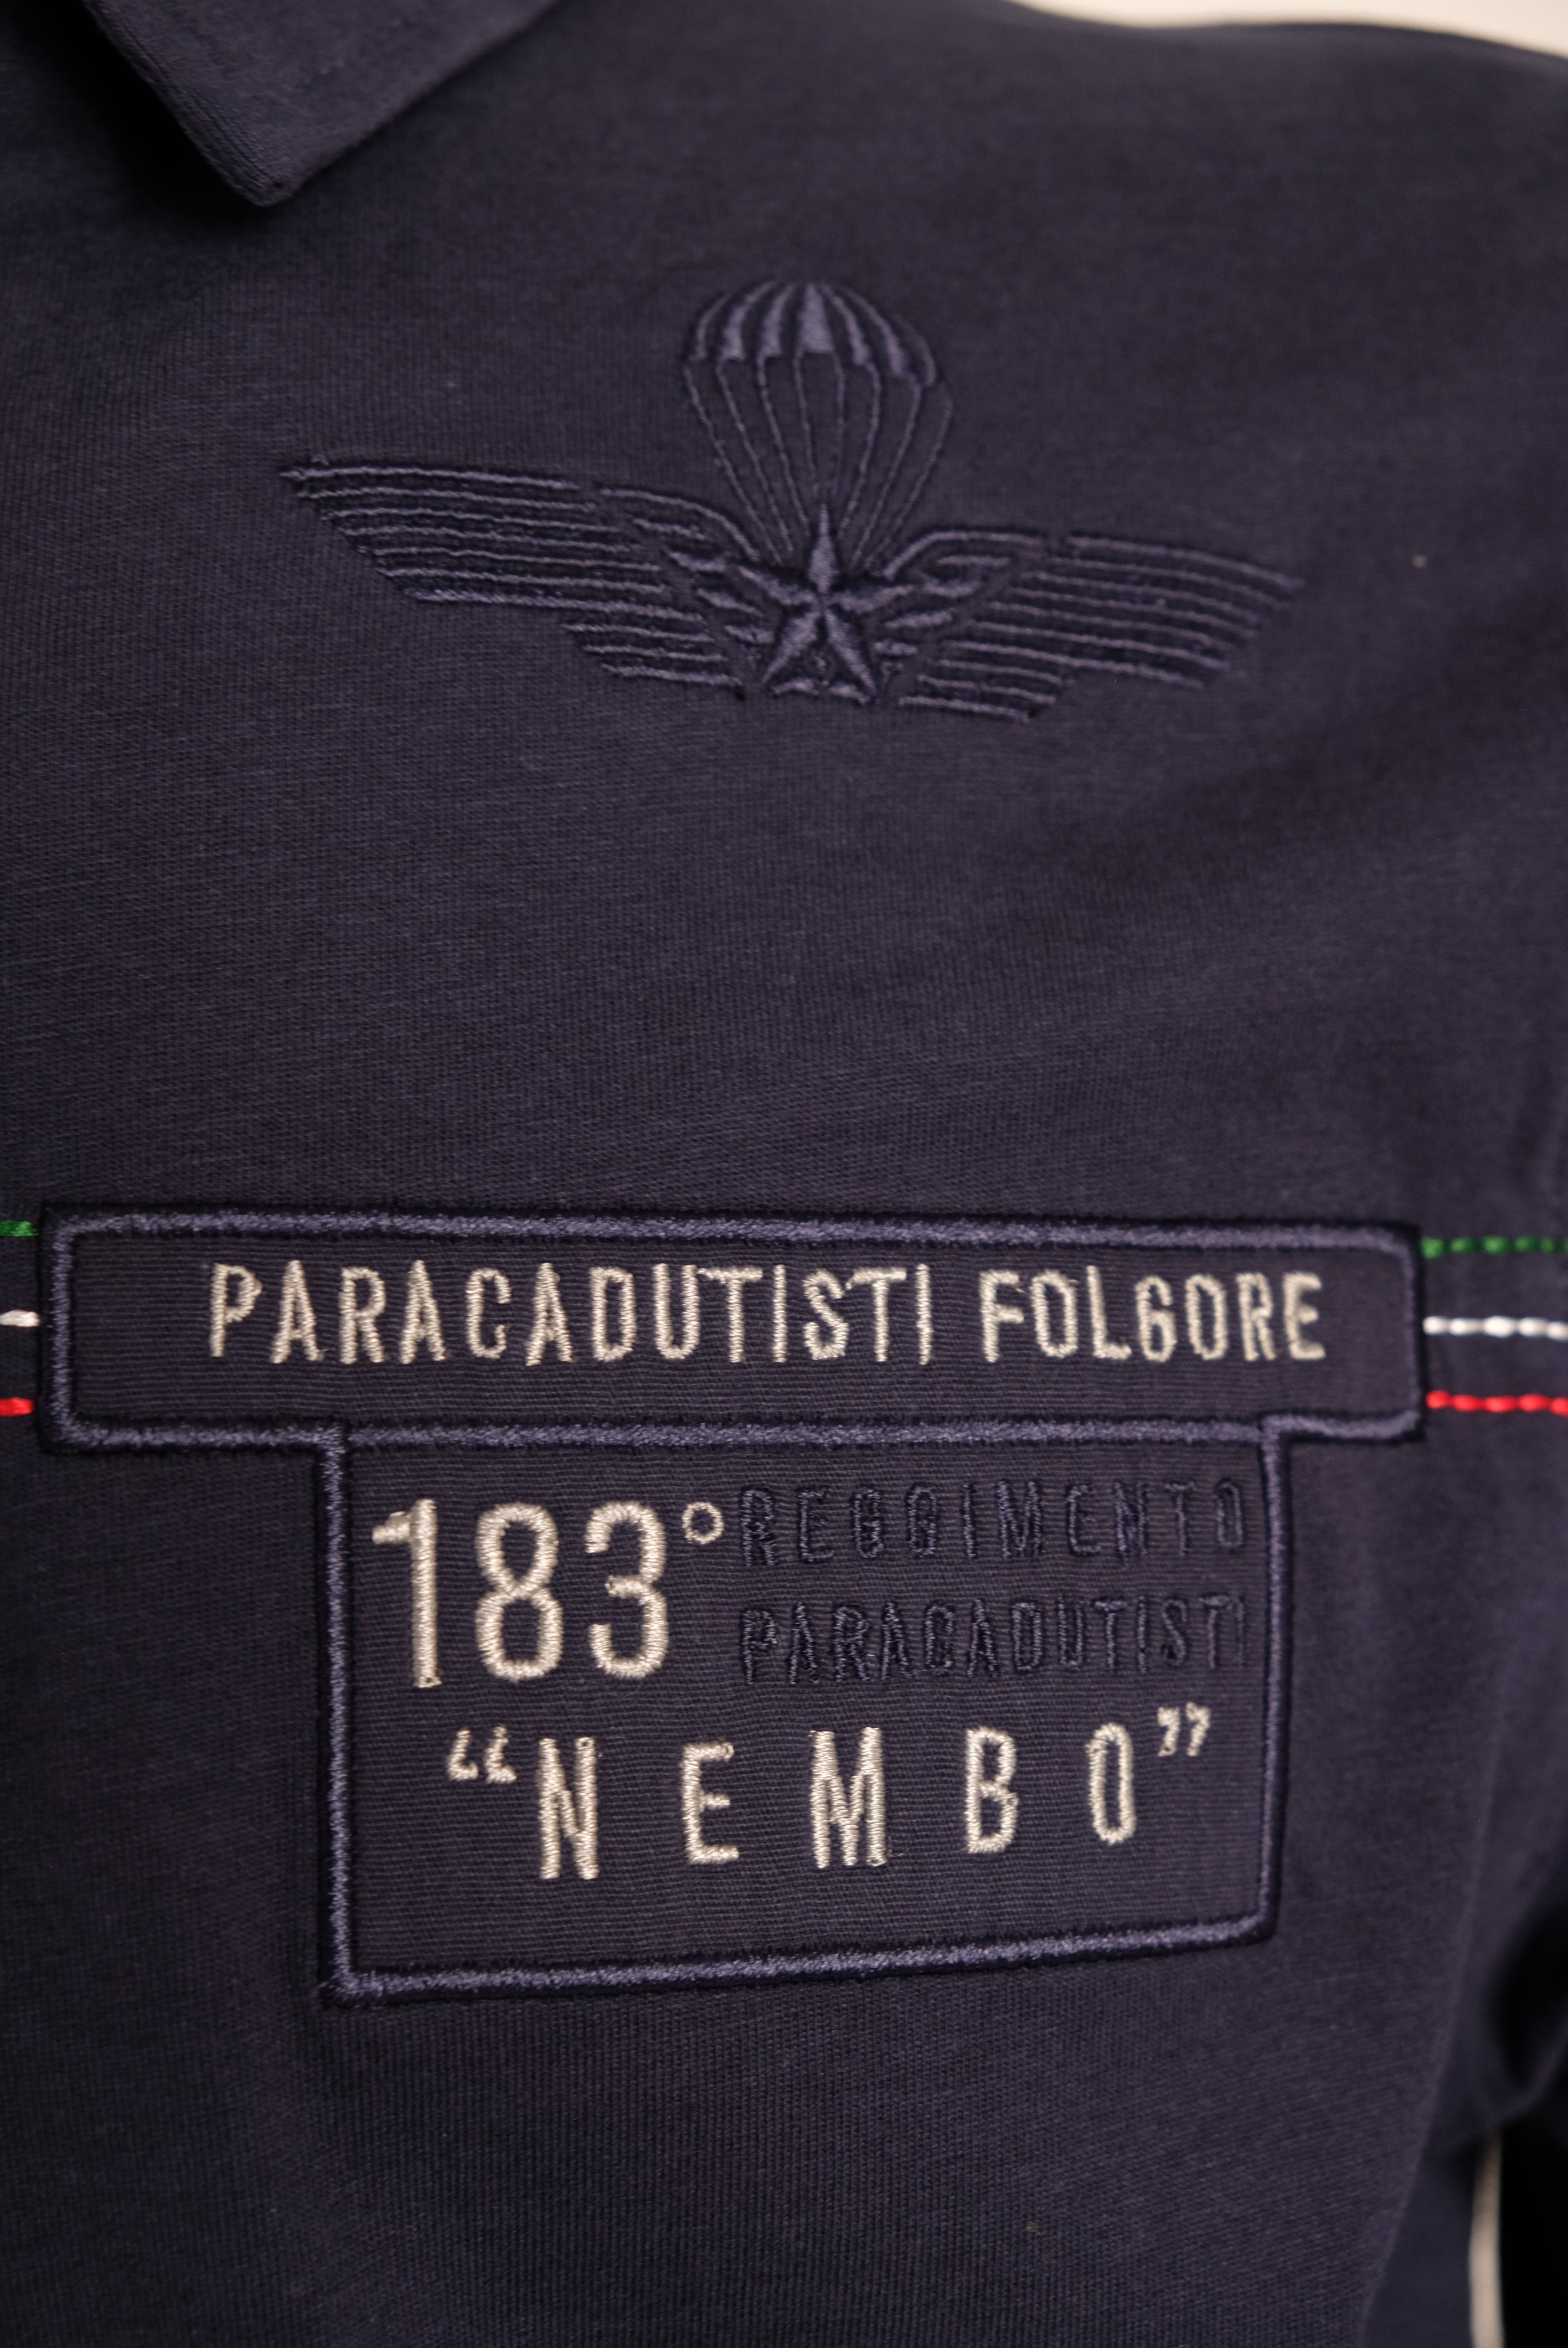 PARACADUTISTI FOLGORE
183° REGGIMENTO
PARACADUTISTI
“NEMBO”